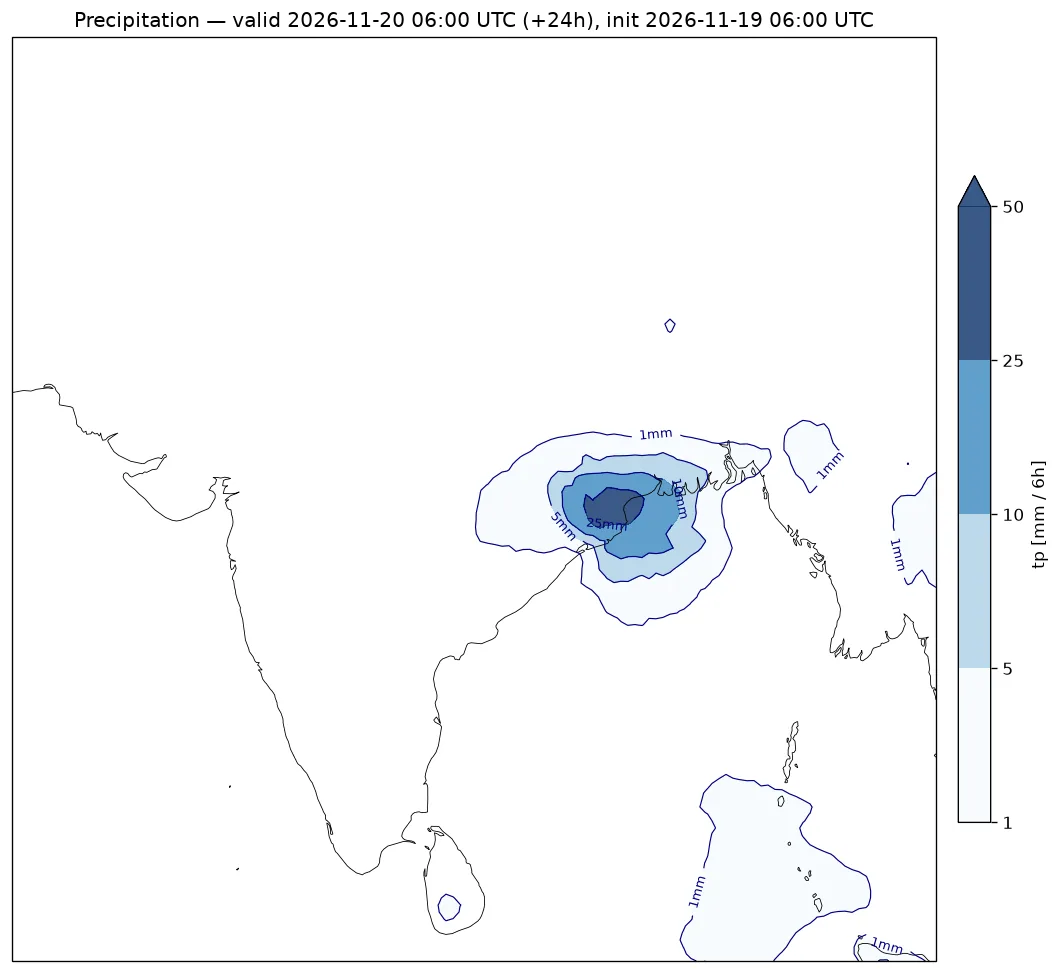 Precipitation — valid 2026-11-20 06:00 UTC (+24h), init 2026-11-19 06:00 UTC
1mm
1mm
10mm
5mm
25mm
1mm
1mm
1mm
50
25
10
5
1
tp [mm / 6h]